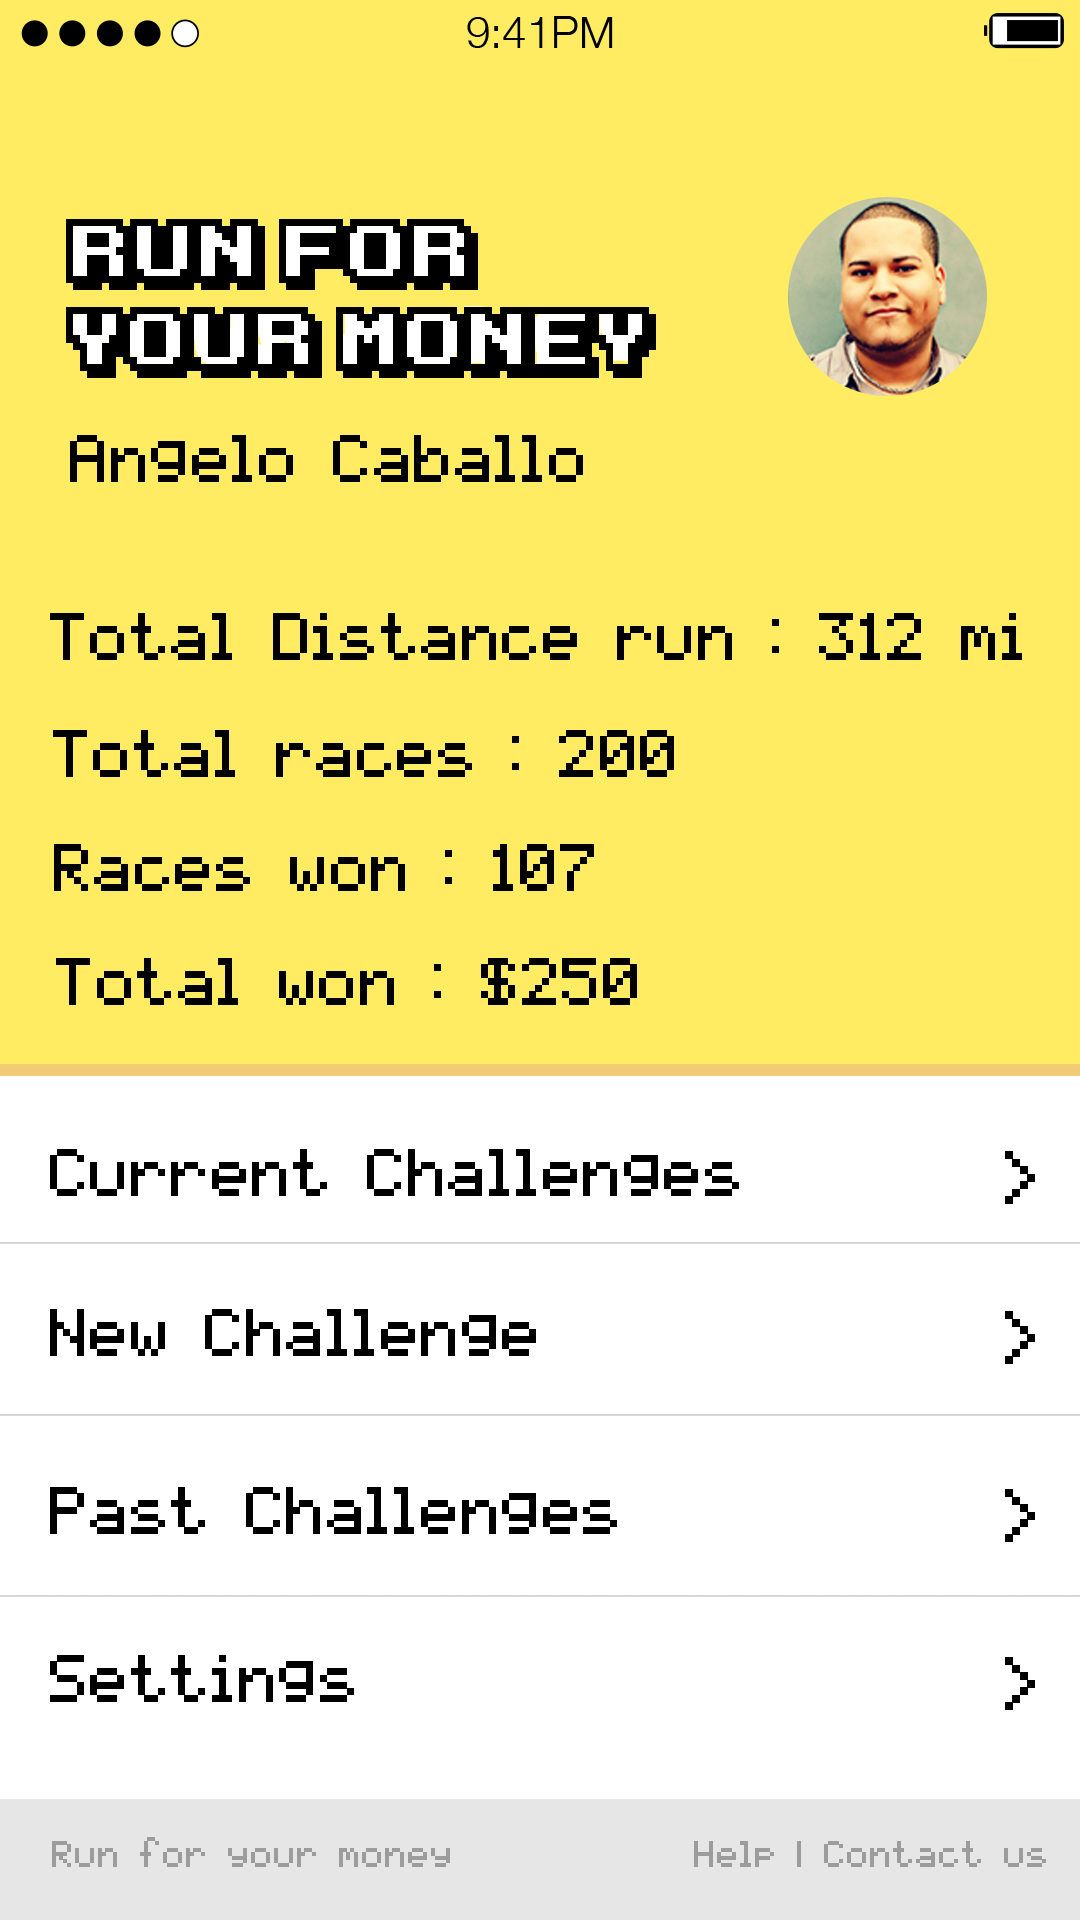 9:41PM
RUN FOR
YOUR MONEY
Angelo Caballo
Total Distance run : 312 mi
Total races : 200
Races won : 107
Total won : $250
Current Challenges
New Challenge
Past Challenges
Settings
Run for your money
Help | Contact us